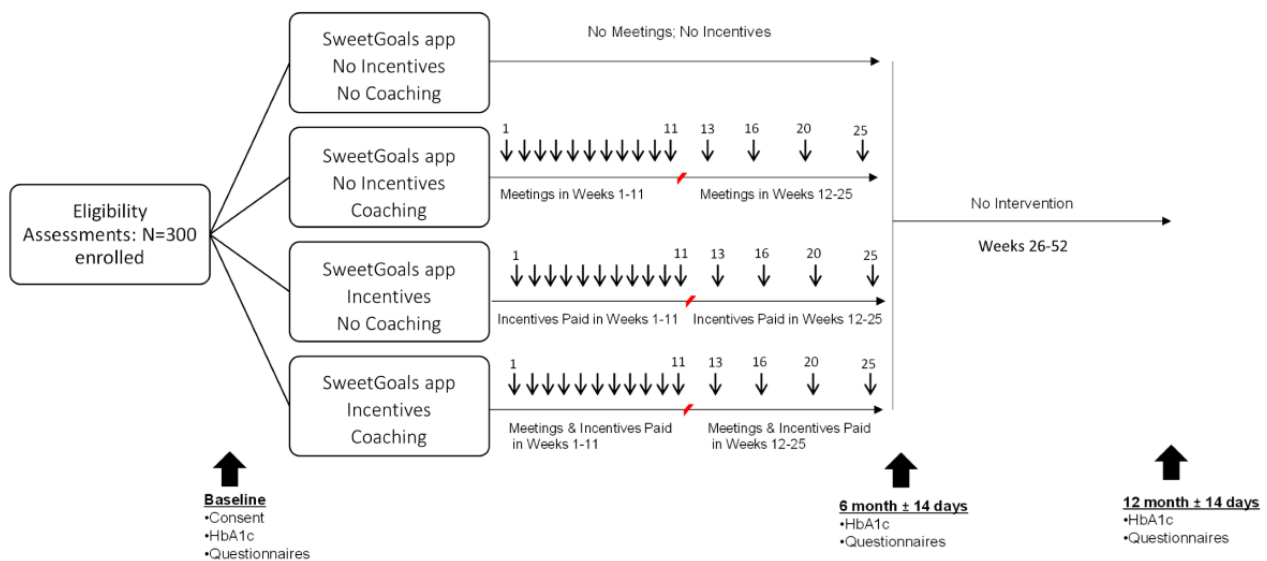 SweetGoals app
No Incentives
No Coaching
No Meetings; No Incentives
SweetGoals app
No Incentives
Coaching
1 11 13 16 20 25
Meetings in Weeks 1-11 Meetings in Weeks 12-25
Eligibility
Assessments: N=300
enrolled
No Intervention
Weeks 26-52
SweetGoals app
Incentives
No Coaching
1 11 13 16 20 25
Incentives Paid in Weeks 1-11 Incentives Paid in Weeks 12-25
SweetGoals app
Incentives
Coaching
1 11 13 16 20 25
Meetings & Incentives Paid
in Weeks 1-11
Meetings & Incentives Paid
in Weeks 12-25
Baseline
•Consent
•HbA1c
•Questionnaires
6 month ± 14 days
•HbA1c
•Questionnaires
12 month ± 14 days
•HbA1c
•Questionnaires